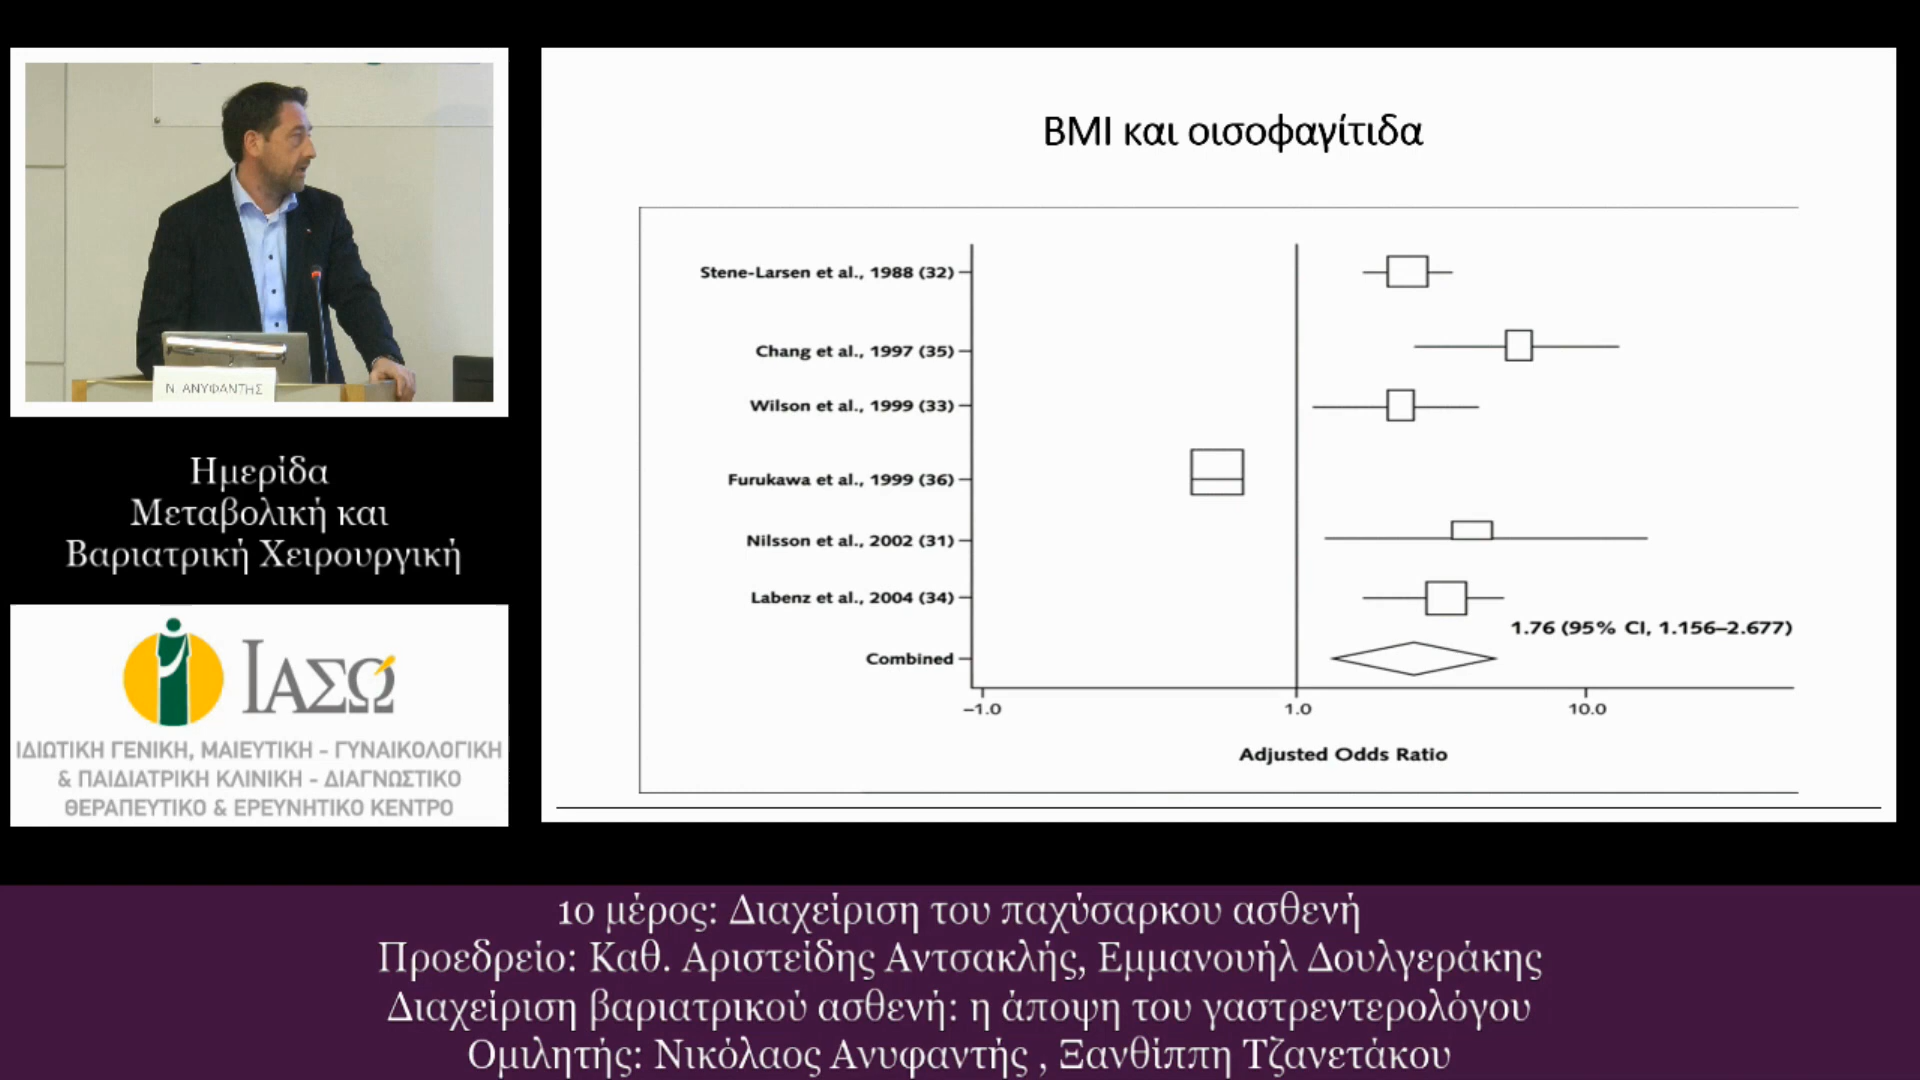 Ν. ΑΝΥΦΑΝΤΗΣ
Ημερίδα
Μεταβολική και
Βαριατρική Χειρουργική
ΙΑΣΩ
ΙΔΙΩΤΙΚΗ ΓΕΝΙΚΗ, ΜΑΙΕΥΤΙΚΗ - ΓΥΝΑΙΚΟΛΟΓΙΚΗ
& ΠΑΙΔΙΑΤΡΙΚΗ ΚΛΙΝΙΚΗ - ΔΙΑΓΝΩΣΤΙΚΟ
ΘΕΡΑΠΕΥΤΙΚΟ & ΕΡΕΥΝΗΤΙΚΟ ΚΕΝΤΡΟ
BMI και οισοφαγίτιδα
Stene-Larsen et al., 1988 (32)
Chang et al., 1997 (35)
Wilson et al., 1999 (33)
Furukawa et al., 1999 (36)
Nilsson et al., 2002 (31)
Labenz et al., 2004 (34)
1.76 (95% CI, 1.156–2.677)
Combined
–1.0 1.0 10.0
Adjusted Odds Ratio
1ο μέρος: Διαχείριση του παχύσαρκου ασθενή
Προεδρείο: Καθ. Αριστείδης Αντσακλής, Εμμανουήλ Δουλγεράκης
Διαχείριση βαριατρικού ασθενή: η άποψη του γαστρεντερολόγου
Ομιλητής: Νικόλαος Ανυφαντής , Ξανθίππη Τζανετάκου